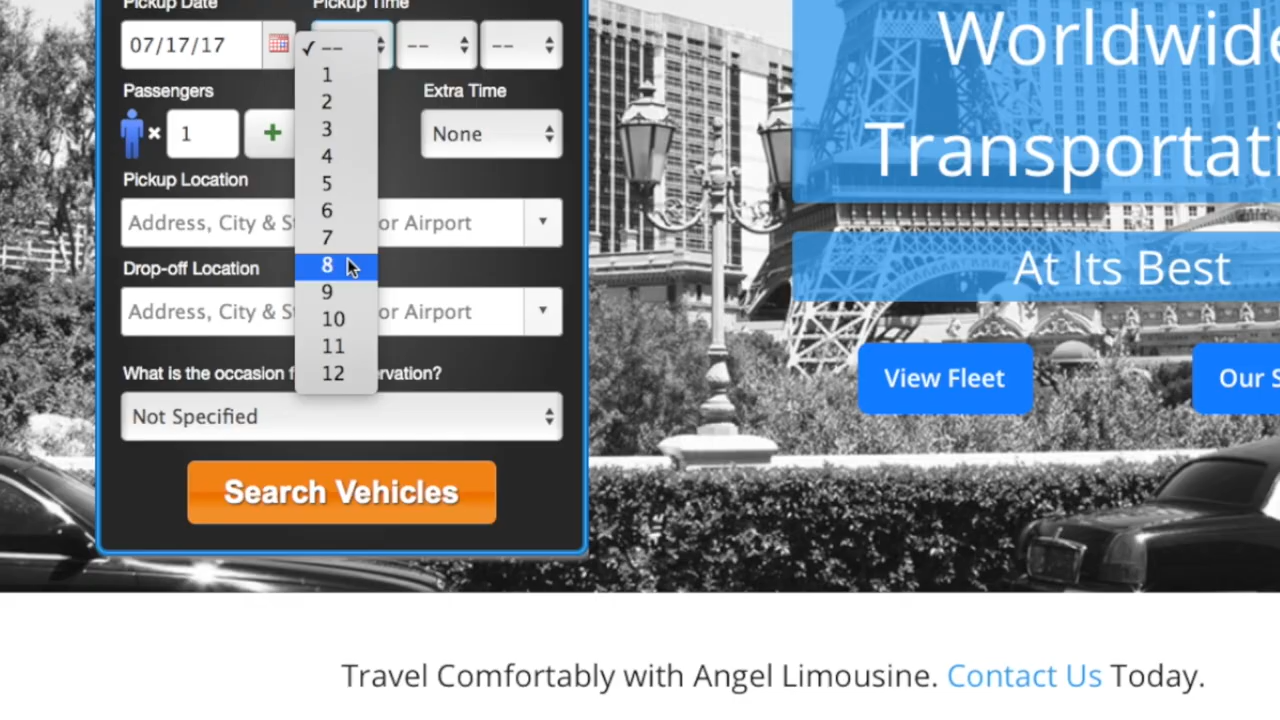 Pickup Date
Pickup Time
07/17/17
✓ --
--
--
1
2
3
4
5
6
7
8
9
10
11
12
Passengers
Extra Time
× 1
+
None
Pickup Location
Address, City & S
or Airport
Drop-off Location
Address, City & S
or Airport
What is the occasion f
rvation?
Not Specified
Search Vehicles
Worldwide
Transportati
At Its Best
View Fleet
Our S
Travel Comfortably with Angel Limousine. Contact Us Today.